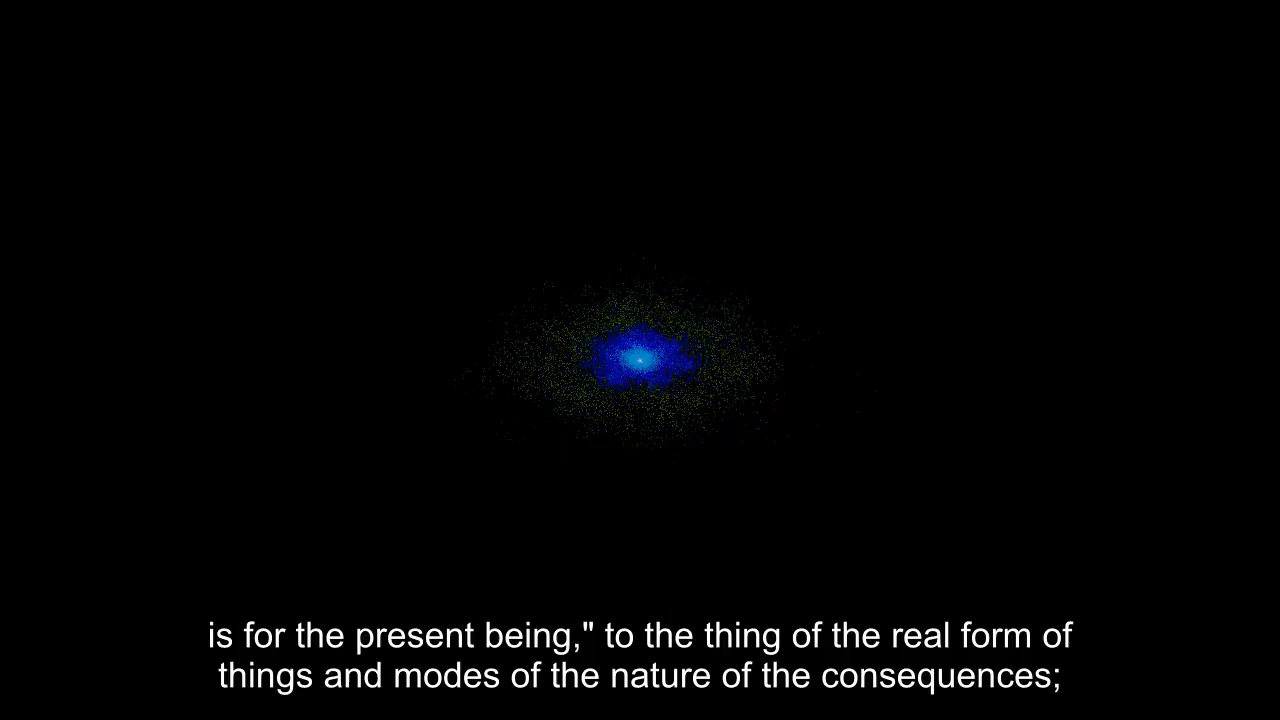 is for the present being," to the thing of the real form of
things and modes of the nature of the consequences;